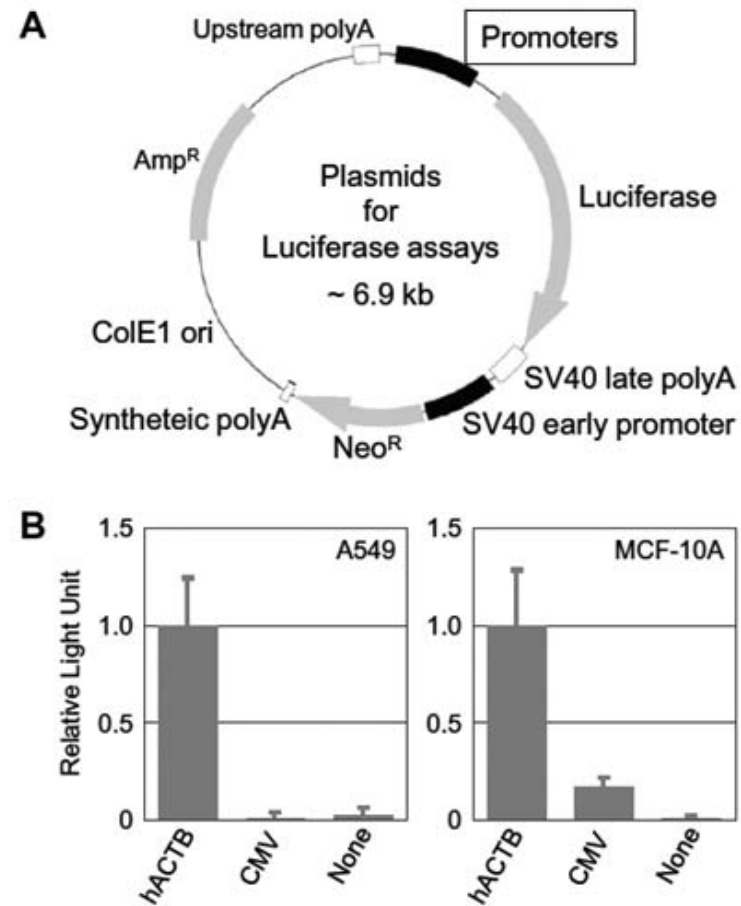 A
Upstream polyA
Promoters
Amp^R
Plasmids
for
Luciferase assays
~ 6.9 kb
Luciferase
ColE1 ori
SV40 late polyA
Syntheteic polyA
SV40 early promoter
Neo^R
B
Relative Light Unit
1.5
1.0
0.5
0
A549
hACTB
CMV
None
1.5
1.0
0.5
0
MCF-10A
hACTB
CMV
None